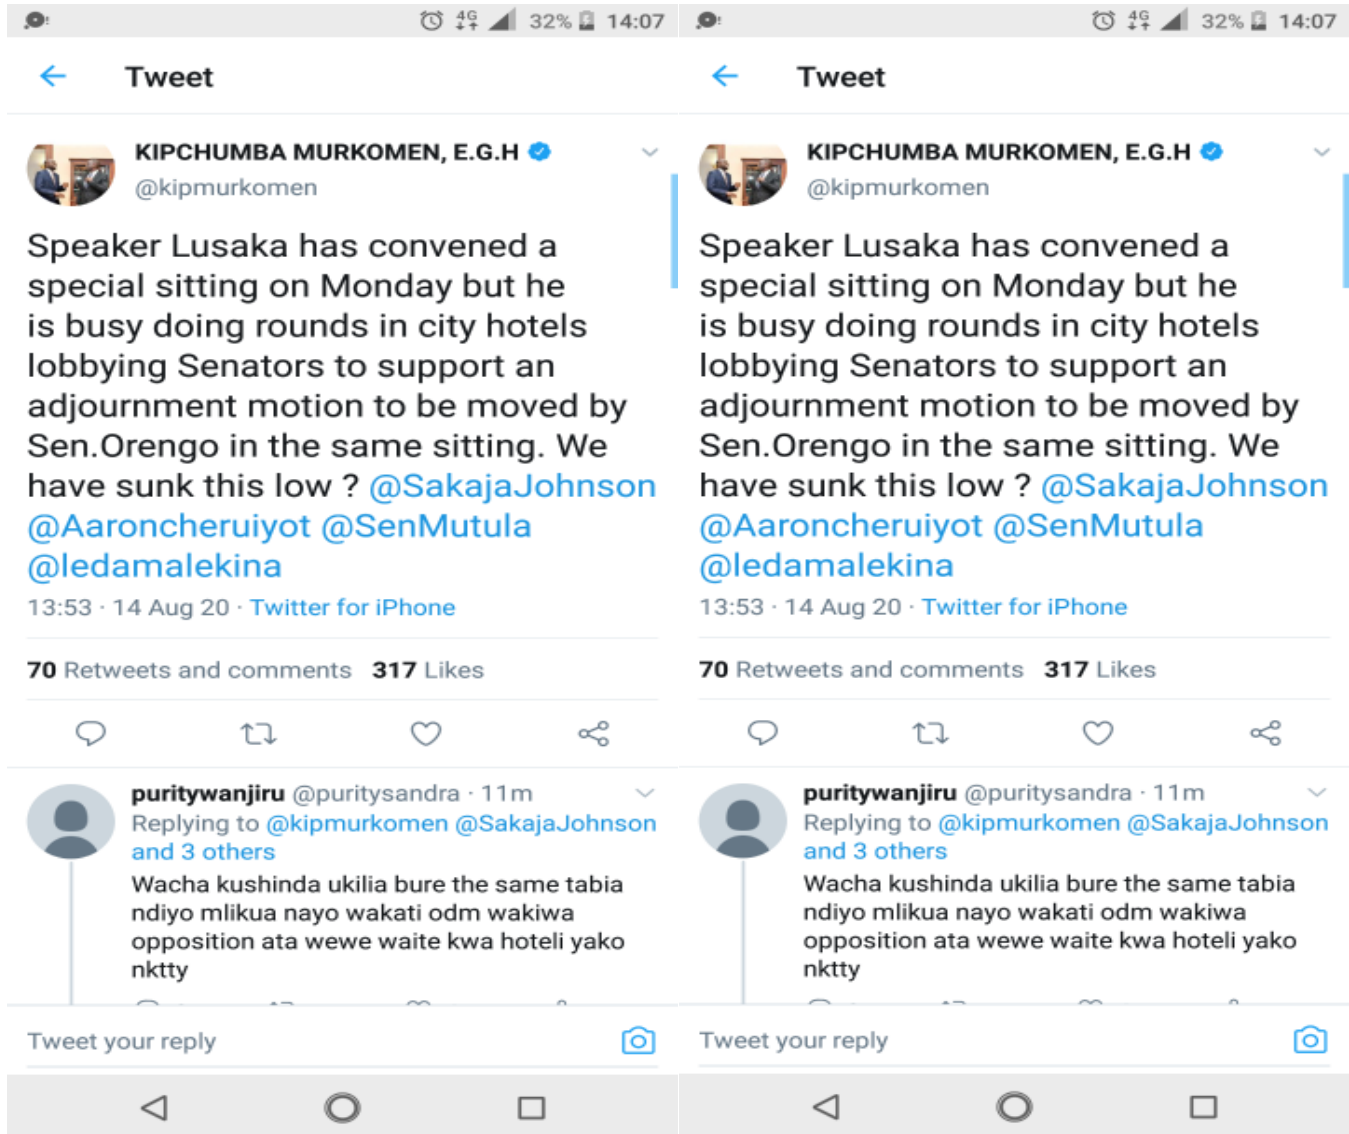 32% 14:07
Tweet
KIPCHUMBA MURKOMEN, E.G.H
@kipmurkomen
Speaker Lusaka has convened a
special sitting on Monday but he
is busy doing rounds in city hotels
lobbying Senators to support an
adjournment motion to be moved by
Sen.Orengo in the same sitting. We
have sunk this low ? @SakajaJohnson
@Aaroncheruiyot @SenMutula
@ledamalekina
13:53 · 14 Aug 20 · Twitter for iPhone
70 Retweets and comments 317 Likes
puritywanjiru @puritysandra · 11m
Replying to @kipmurkomen @SakajaJohnson
and 3 others
Wacha kushinda ukilia bure the same tabia
ndiyo mlikua nayo wakati odm wakiwa
opposition ata wewe waite kwa hoteli yako
nktty
Tweet your reply
4G 32% 14:07
Tweet
KIPCHUMBA MURKOMEN, E.G.H
@kipmurkomen
Speaker Lusaka has convened a
special sitting on Monday but he
is busy doing rounds in city hotels
lobbying Senators to support an
adjournment motion to be moved by
Sen.Orengo in the same sitting. We
have sunk this low ? @SakajaJohnson
@Aaroncheruiyot @SenMutula
@ledamalekina
13:53 · 14 Aug 20 · Twitter for iPhone
70 Retweets and comments 317 Likes
puritywanjiru @puritysandra · 11m
Replying to @kipmurkomen @SakajaJohnson
and 3 others
Wacha kushinda ukilia bure the same tabia
ndiyo mlikua nayo wakati odm wakiwa
opposition ata wewe waite kwa hoteli yako
nktty
Tweet your reply